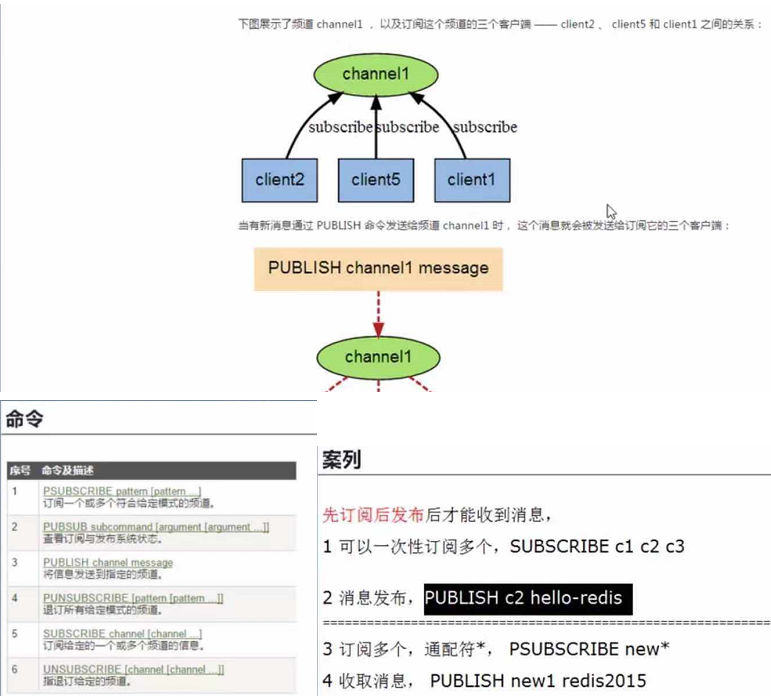 下图展示了频道 channel1 ， 以及订阅这个频道的三个客户端 —— client2 、 client5 和 client1 之间的关系：
channel1
subscribe subscribe subscribe
client2 client5 client1
当有新消息通过 PUBLISH 命令发送给频道 channel1 时， 这个消息就会被发送给订阅它的三个客户端：
PUBLISH channel1 message
channel1
命令
序号 命令及描述
1 PSUBSCRIBE pattern [pattern ...]
订阅一个或多个符合给定模式的频道。
2 PUBSUB subcommand [argument [argument ...]]
查看订阅与发布系统状态。
3 PUBLISH channel message
将信息发送到指定的频道。
4 PUNSUBSCRIBE [pattern [pattern ...]]
退订所有给定模式的频道。
5 SUBSCRIBE channel [channel ...]
订阅给定的一个或多个频道的信息。
6 UNSUBSCRIBE [channel [channel ...]]
指退订给定的频道。
案列
先订阅后发布后才能收到消息，
1 可以一次性订阅多个，SUBSCRIBE c1 c2 c3
2 消息发布，PUBLISH c2 hello-redis
=====================================================
3 订阅多个，通配符*， PSUBSCRIBE new*
4 收取消息， PUBLISH new1 redis2015